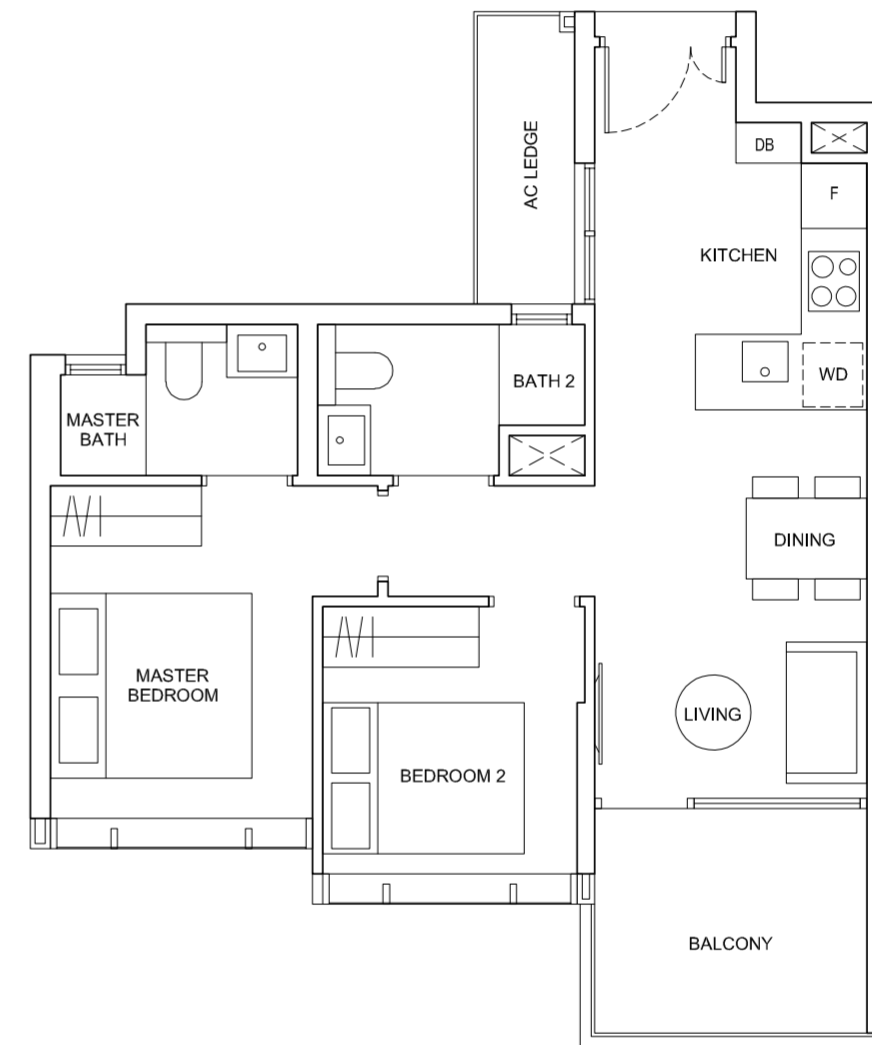 AC LEDGE
DB
F
KITCHEN
WD
BATH 2
MASTER
BATH
DINING
MASTER
BEDROOM
LIVING
BEDROOM 2
BALCONY